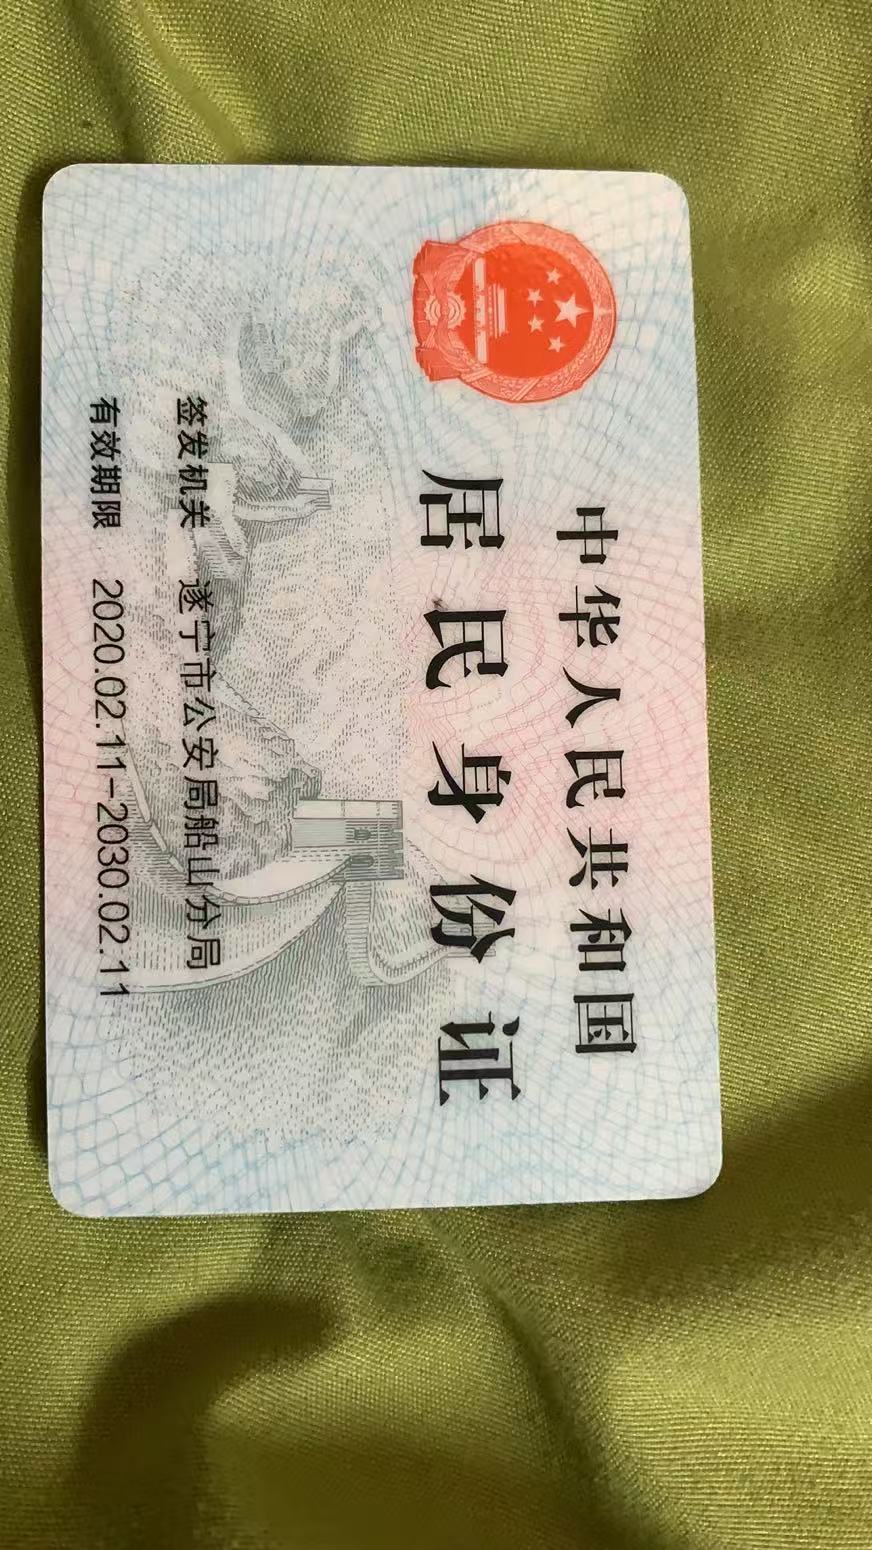 中华人民共和国
居民身份证
签发机关 遂宁市公安局船山分局
有效期限 2020.02.11-2030.02.11